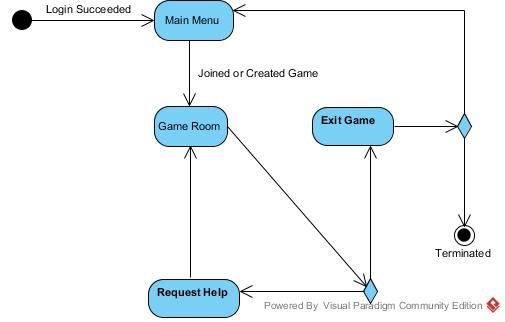 Login Succeeded
Main Menu
Joined or Created Game
Game Room
Exit Game
Terminated
Request Help
Powered By Visual Paradigm Community Edition